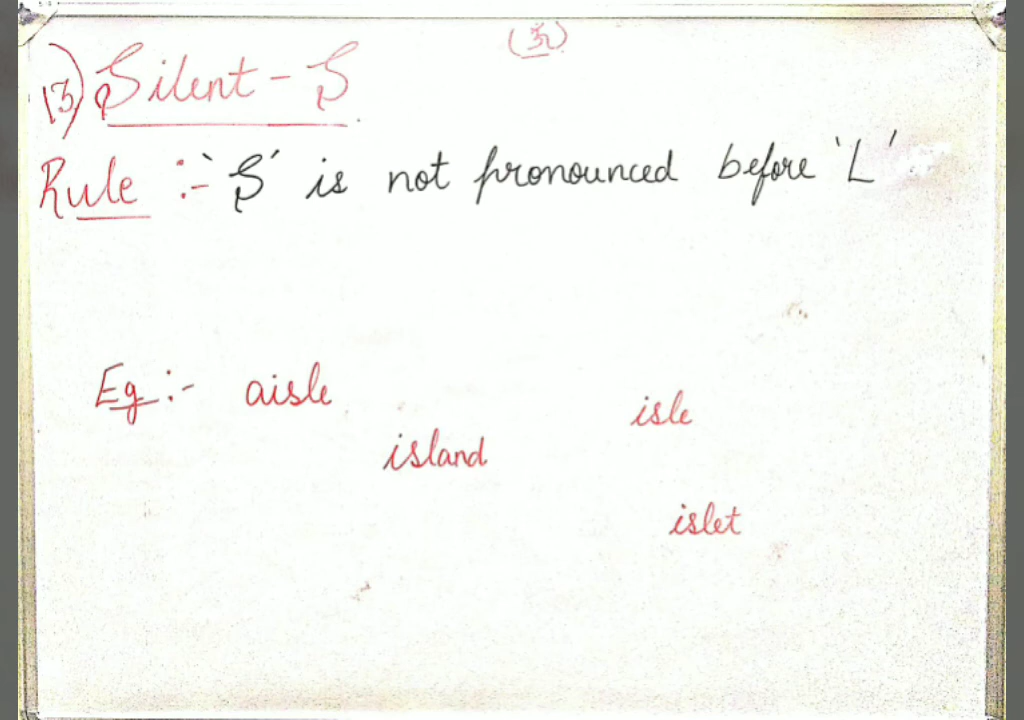 13) Silent - S
Rule :- 'S' is not pronounced before 'L'
Eg :- aisle
isle
island
islet